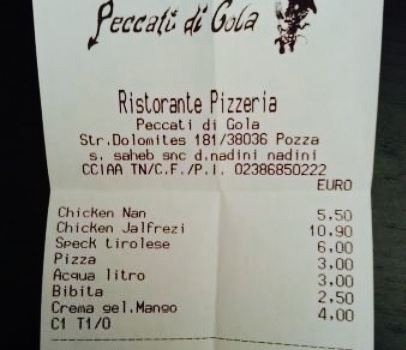 Peccati di Gola
Ristorante Pizzeria
Peccati di Gola
Str.Dolomites 181/38036 Pozza
s. saheb snc d.nadini nadini
CCIAA TN/C.F./P.I. 02386850222
EURO
Chicken Nan 5,50
Chicken Jalfrezi 10,90
Speck tirolese 6,00
Pizza 3,00
Acqua litro 3,00
Bibita 2,50
Crema gel.Mango 4,00
C1 T1/0